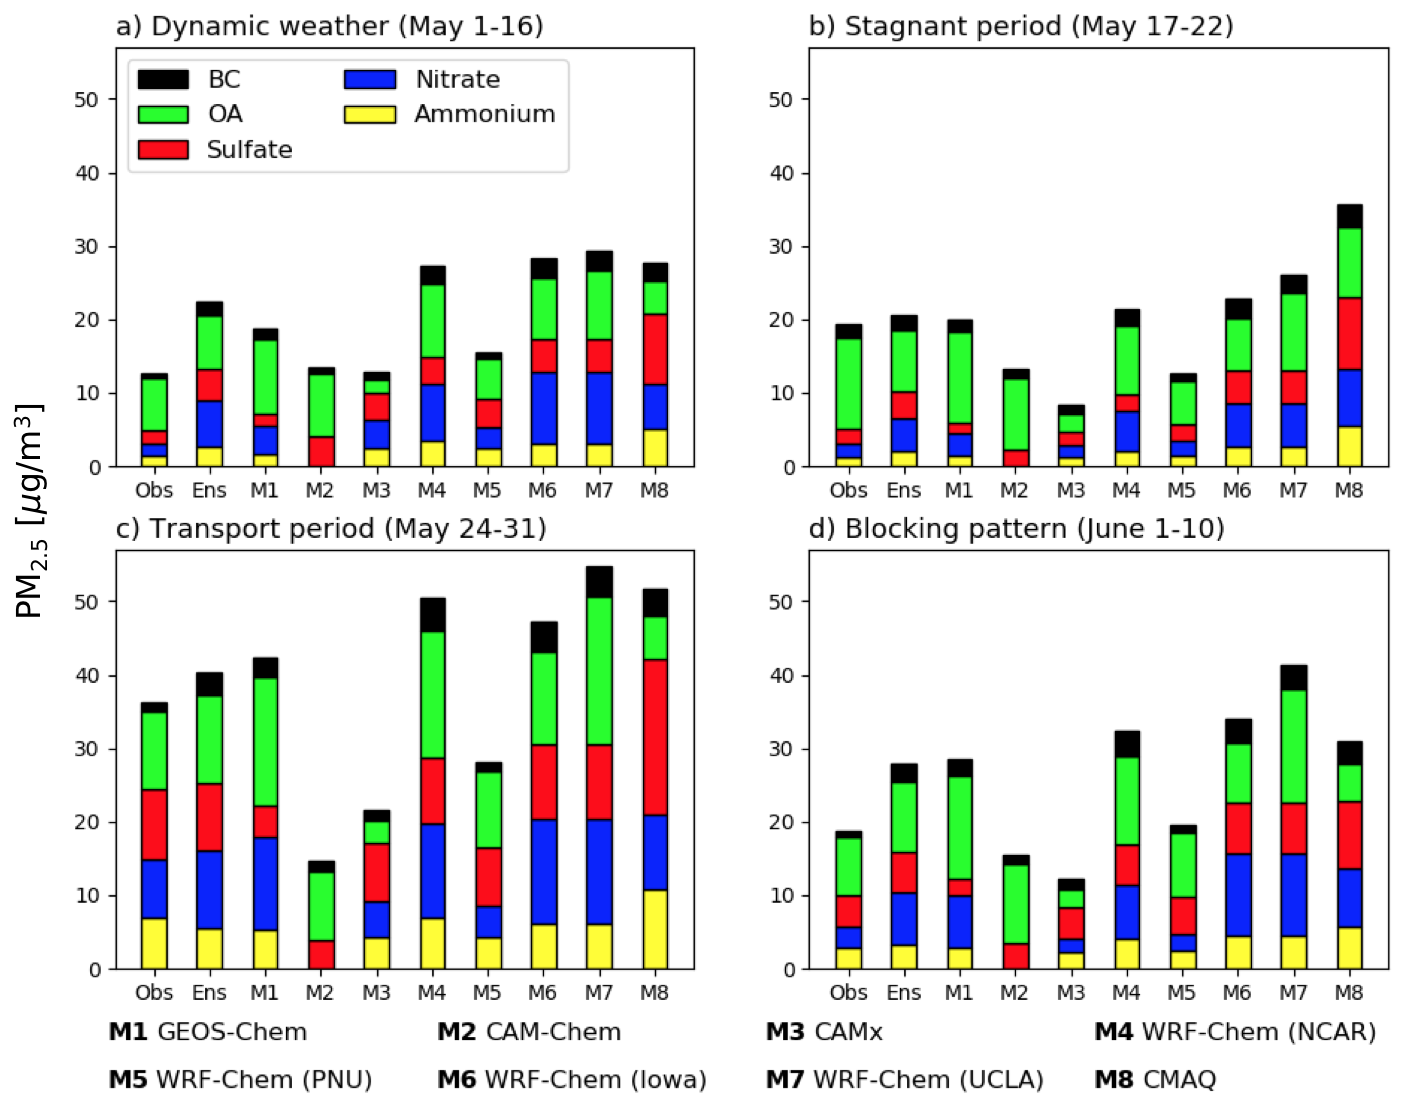 a) Dynamic weather (May 1-16)
b) Stagnant period (May 17-22)
BC
OA
Sulfate
Nitrate
Ammonium
50
40
30
20
10
0
Obs Ens M1 M2 M3 M4 M5 M6 M7 M8
50
40
30
20
10
0
Obs Ens M1 M2 M3 M4 M5 M6 M7 M8
PM2.5 [μg/m³]
c) Transport period (May 24-31)
d) Blocking pattern (June 1-10)
50
40
30
20
10
0
Obs Ens M1 M2 M3 M4 M5 M6 M7 M8
50
40
30
20
10
0
Obs Ens M1 M2 M3 M4 M5 M6 M7 M8
M1 GEOS-Chem M2 CAM-Chem M3 CAMx M4 WRF-Chem (NCAR)
M5 WRF-Chem (PNU) M6 WRF-Chem (Iowa) M7 WRF-Chem (UCLA) M8 CMAQ